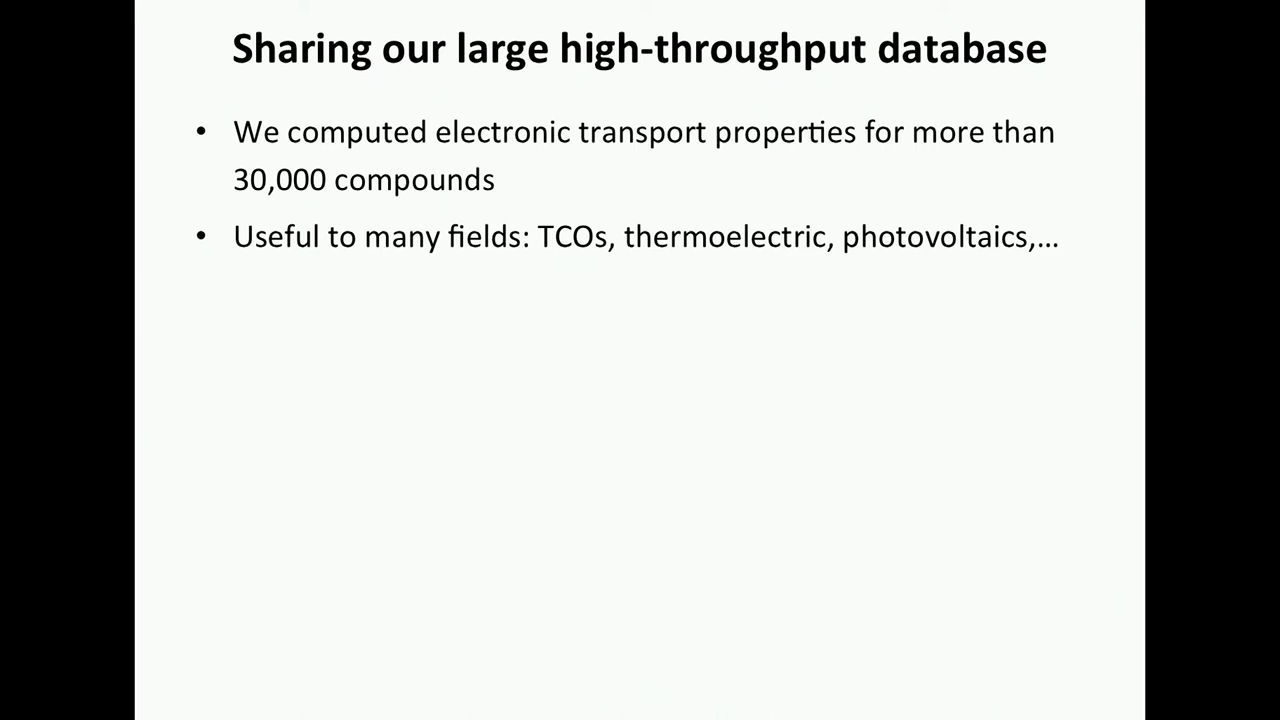 Sharing our large high-throughput database
• We computed electronic transport properties for more than
30,000 compounds
• Useful to many fields: TCOs, thermoelectric, photovoltaics,...